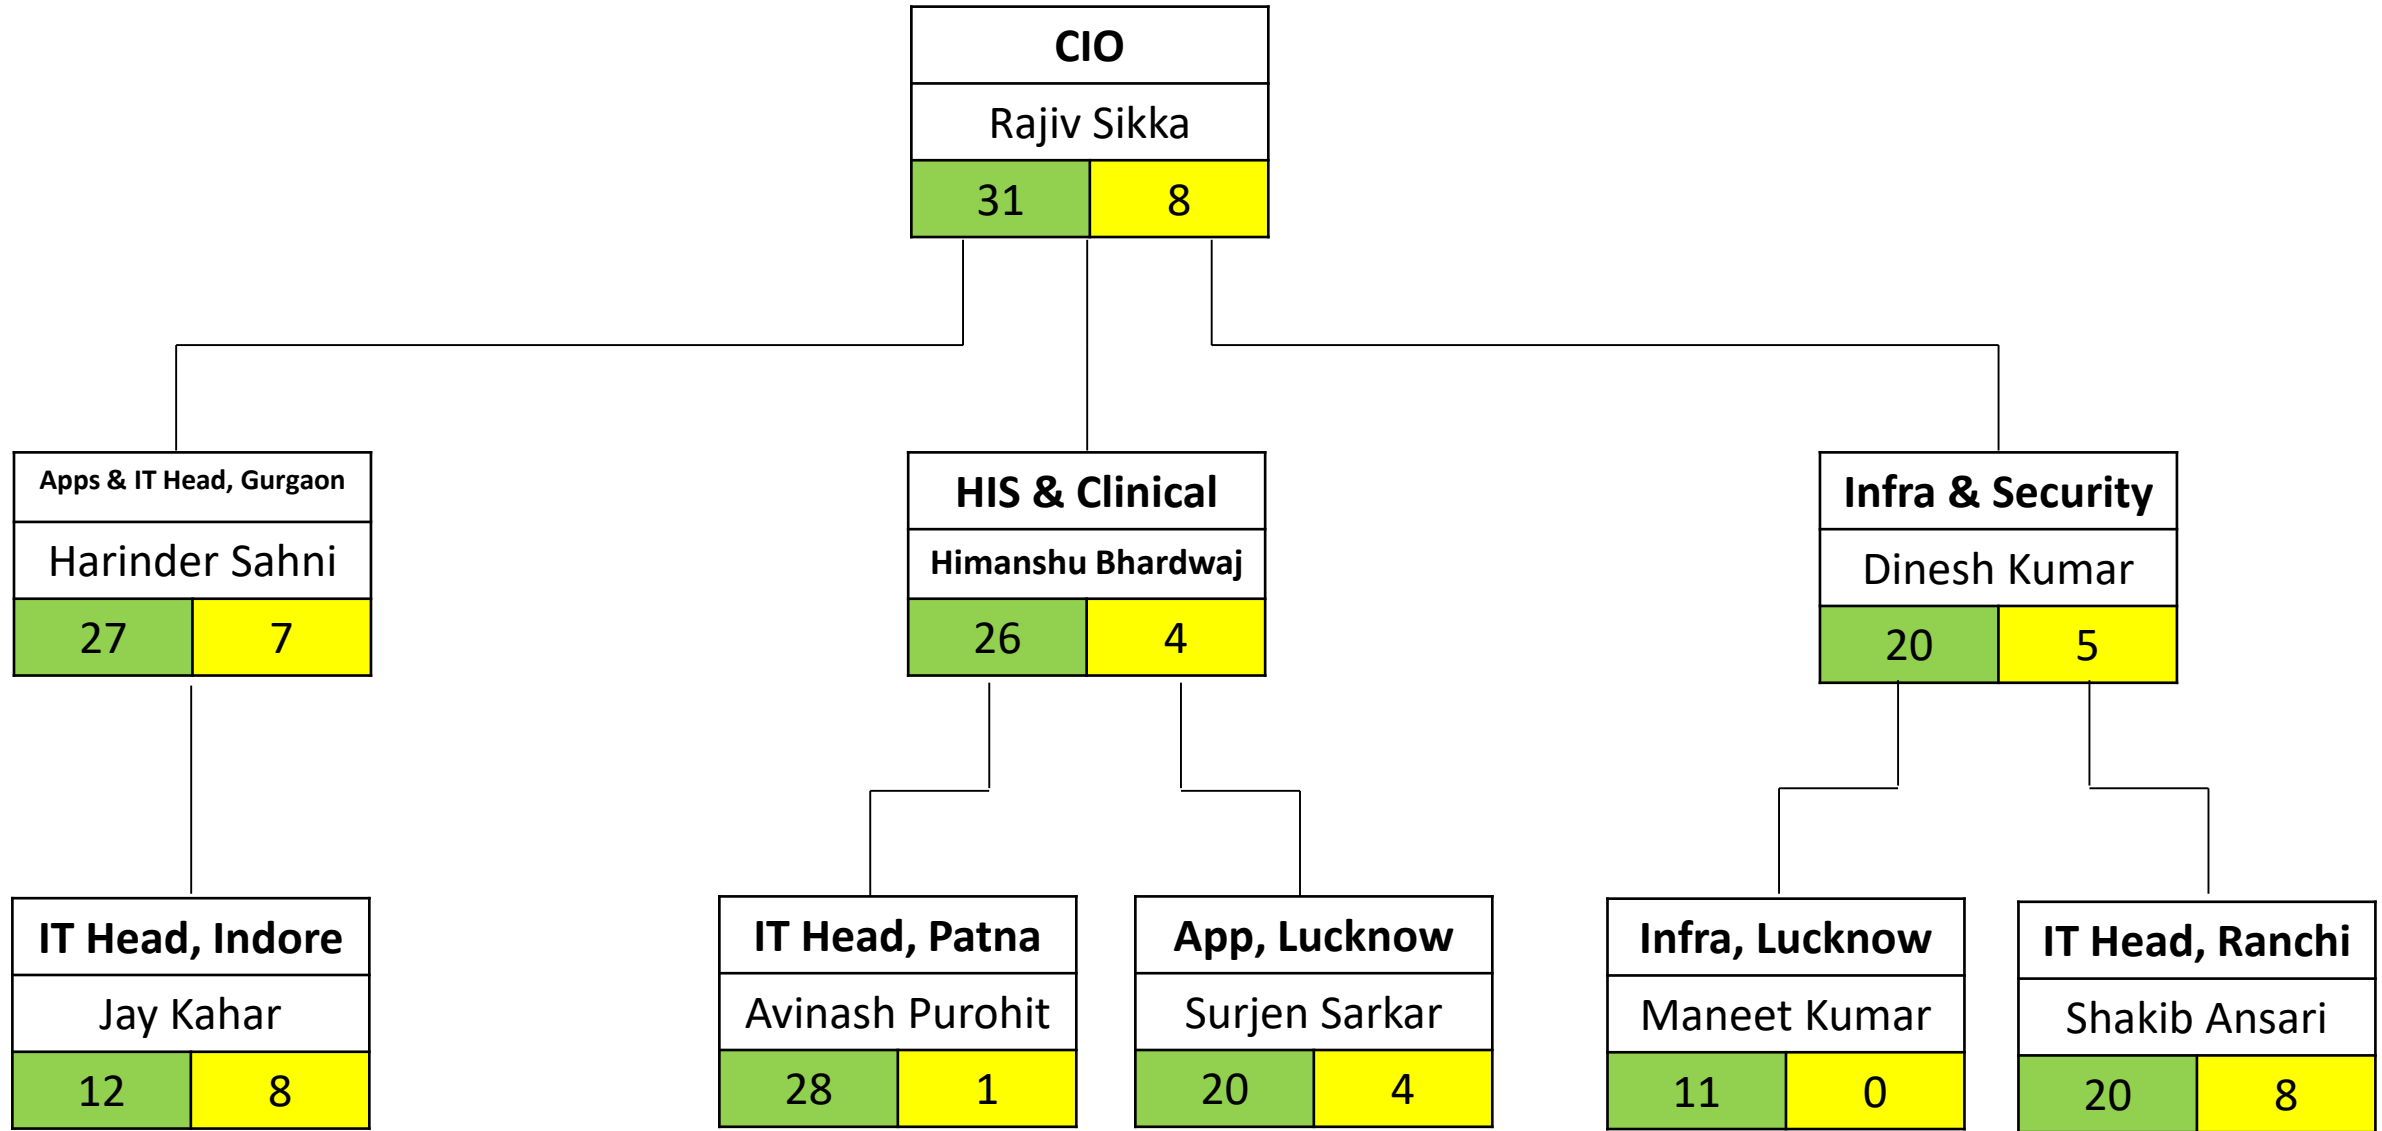 CIO
Rajiv Sikka
31 8
Apps & IT Head, Gurgaon
Harinder Sahni
27 7
HIS & Clinical
Himanshu Bhardwaj
26 4
Infra & Security
Dinesh Kumar
20 5
IT Head, Indore
Jay Kahar
12 8
IT Head, Patna
Avinash Purohit
28 1
App, Lucknow
Surjen Sarkar
20 4
Infra, Lucknow
Maneet Kumar
11 0
IT Head, Ranchi
Shakib Ansari
20 8